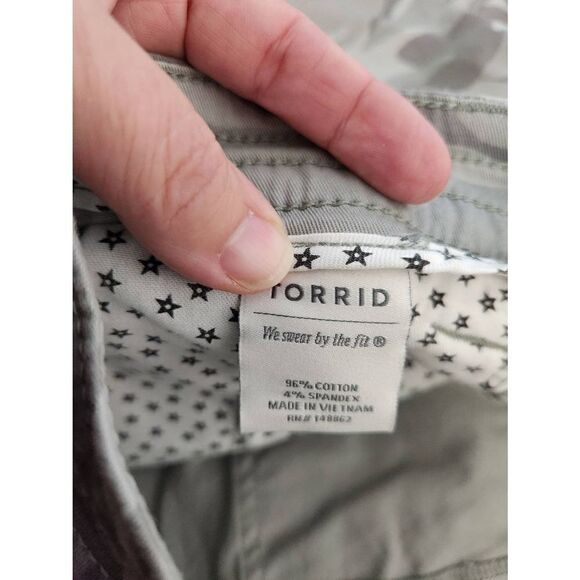 TORRID
We swear by the fit ®
96% COTTON
4% SPANDEX
MADE IN VIETNAM
RN# 148862